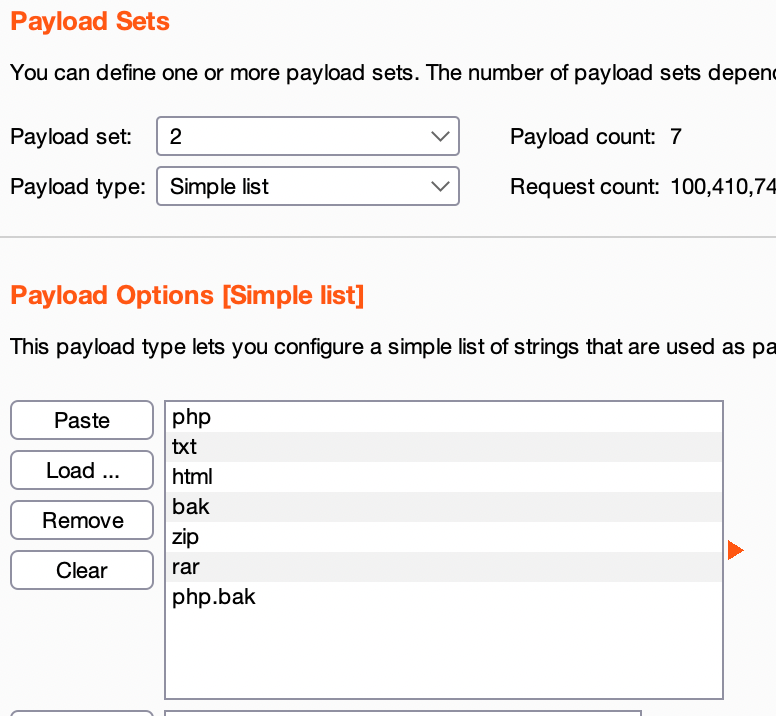 Payload Sets
You can define one or more payload sets. The number of payload sets
Payload set: 2 Payload count: 7
Payload type: Simple list Request count: 100,410,74
Payload Options [Simple list]
This payload type lets you configure a simple list of strings that are used as
Paste
Load ...
Remove
Clear
php
txt
html
bak
zip
rar
php.bak